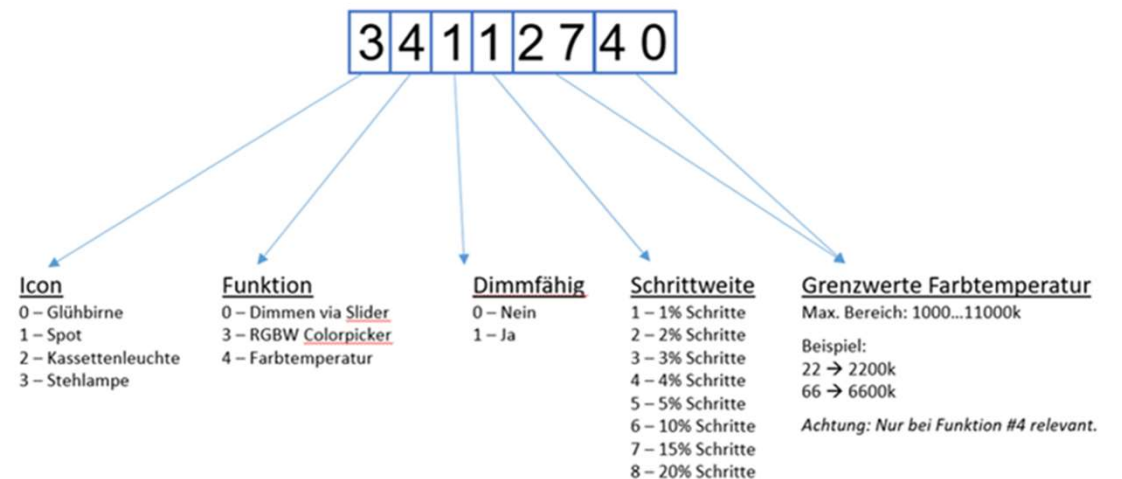 3 4 1 1 2 7 4 0
Icon
0 – Glühbirne
1 – Spot
2 – Kassettenleuchte
3 – Stehlampe
Funktion
0 – Dimmen via Slider
3 – RGBW Colorpicker
4 – Farbtemperatur
Dimmfähig
0 – Nein
1 – Ja
Schrittweite
1 – 1% Schritte
2 – 2% Schritte
3 – 3% Schritte
4 – 4% Schritte
5 – 5% Schritte
6 – 10% Schritte
7 – 15% Schritte
8 – 20% Schritte
Grenzwerte Farbtemperatur
Max. Bereich: 1000...11000k
Beispiel:
22 → 2200k
66 → 6600k
Achtung: Nur bei Funktion #4 relevant.